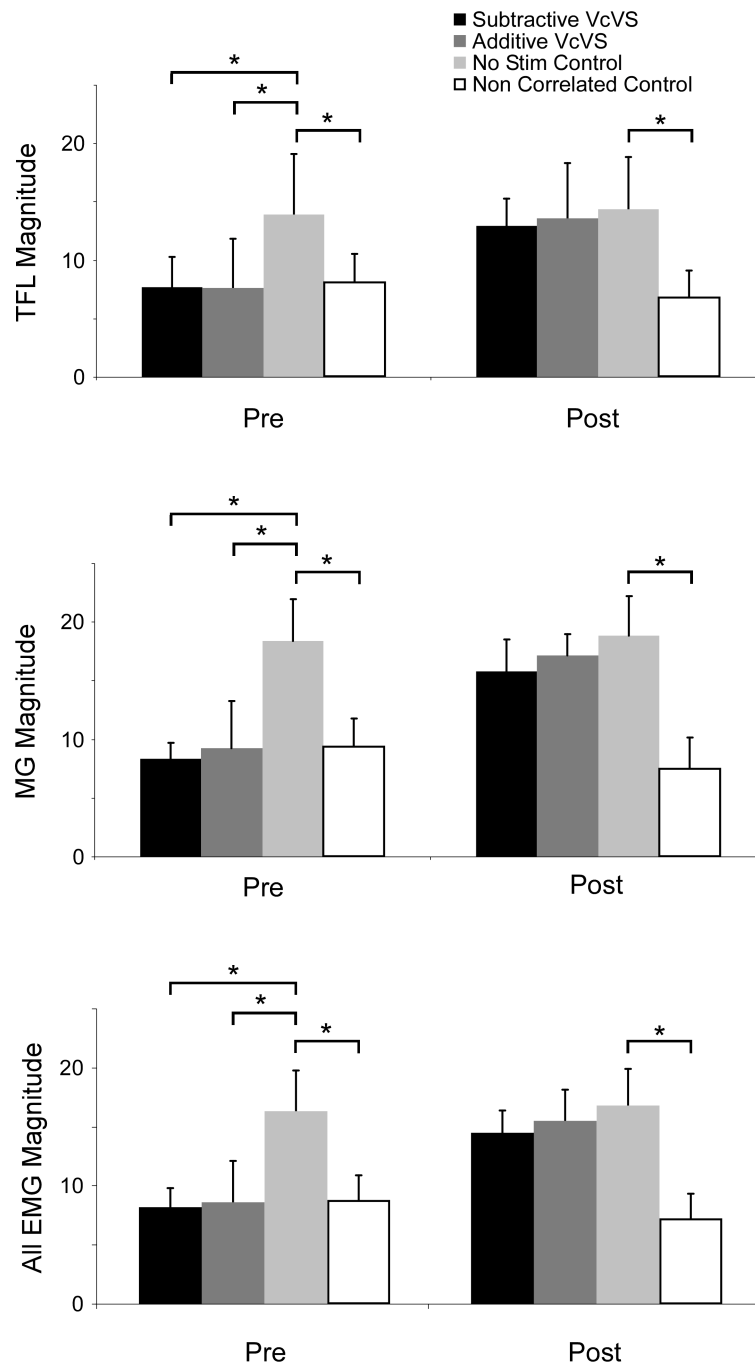 Subtractive VcVS
Additive VcVS
No Stim Control
Non Correlated Control
TFL Magnitude
20
10
0
*
*
*
*
Pre
Post
MG Magnitude
20
10
0
*
*
*
*
Pre
Post
All EMG Magnitude
20
10
0
*
*
*
*
Pre
Post